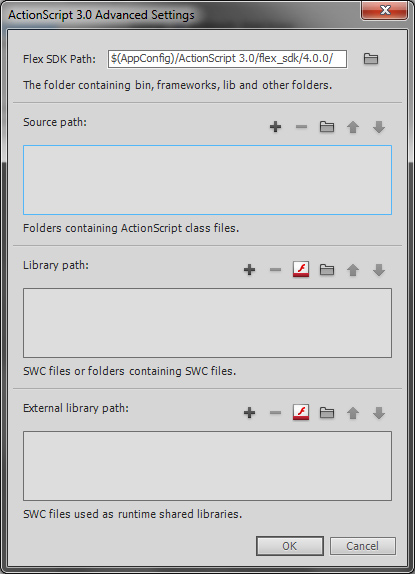 ActionScript 3.0 Advanced Settings
Flex SDK Path: $(AppConfig)/ActionScript 3.0/flex_sdk/4.0.0/
The folder containing bin, frameworks, lib and other folders.
Source path:
Folders containing ActionScript class files.
Library path:
SWC files or folders containing SWC files.
External library path:
SWC files used as runtime shared libraries.
OK Cancel